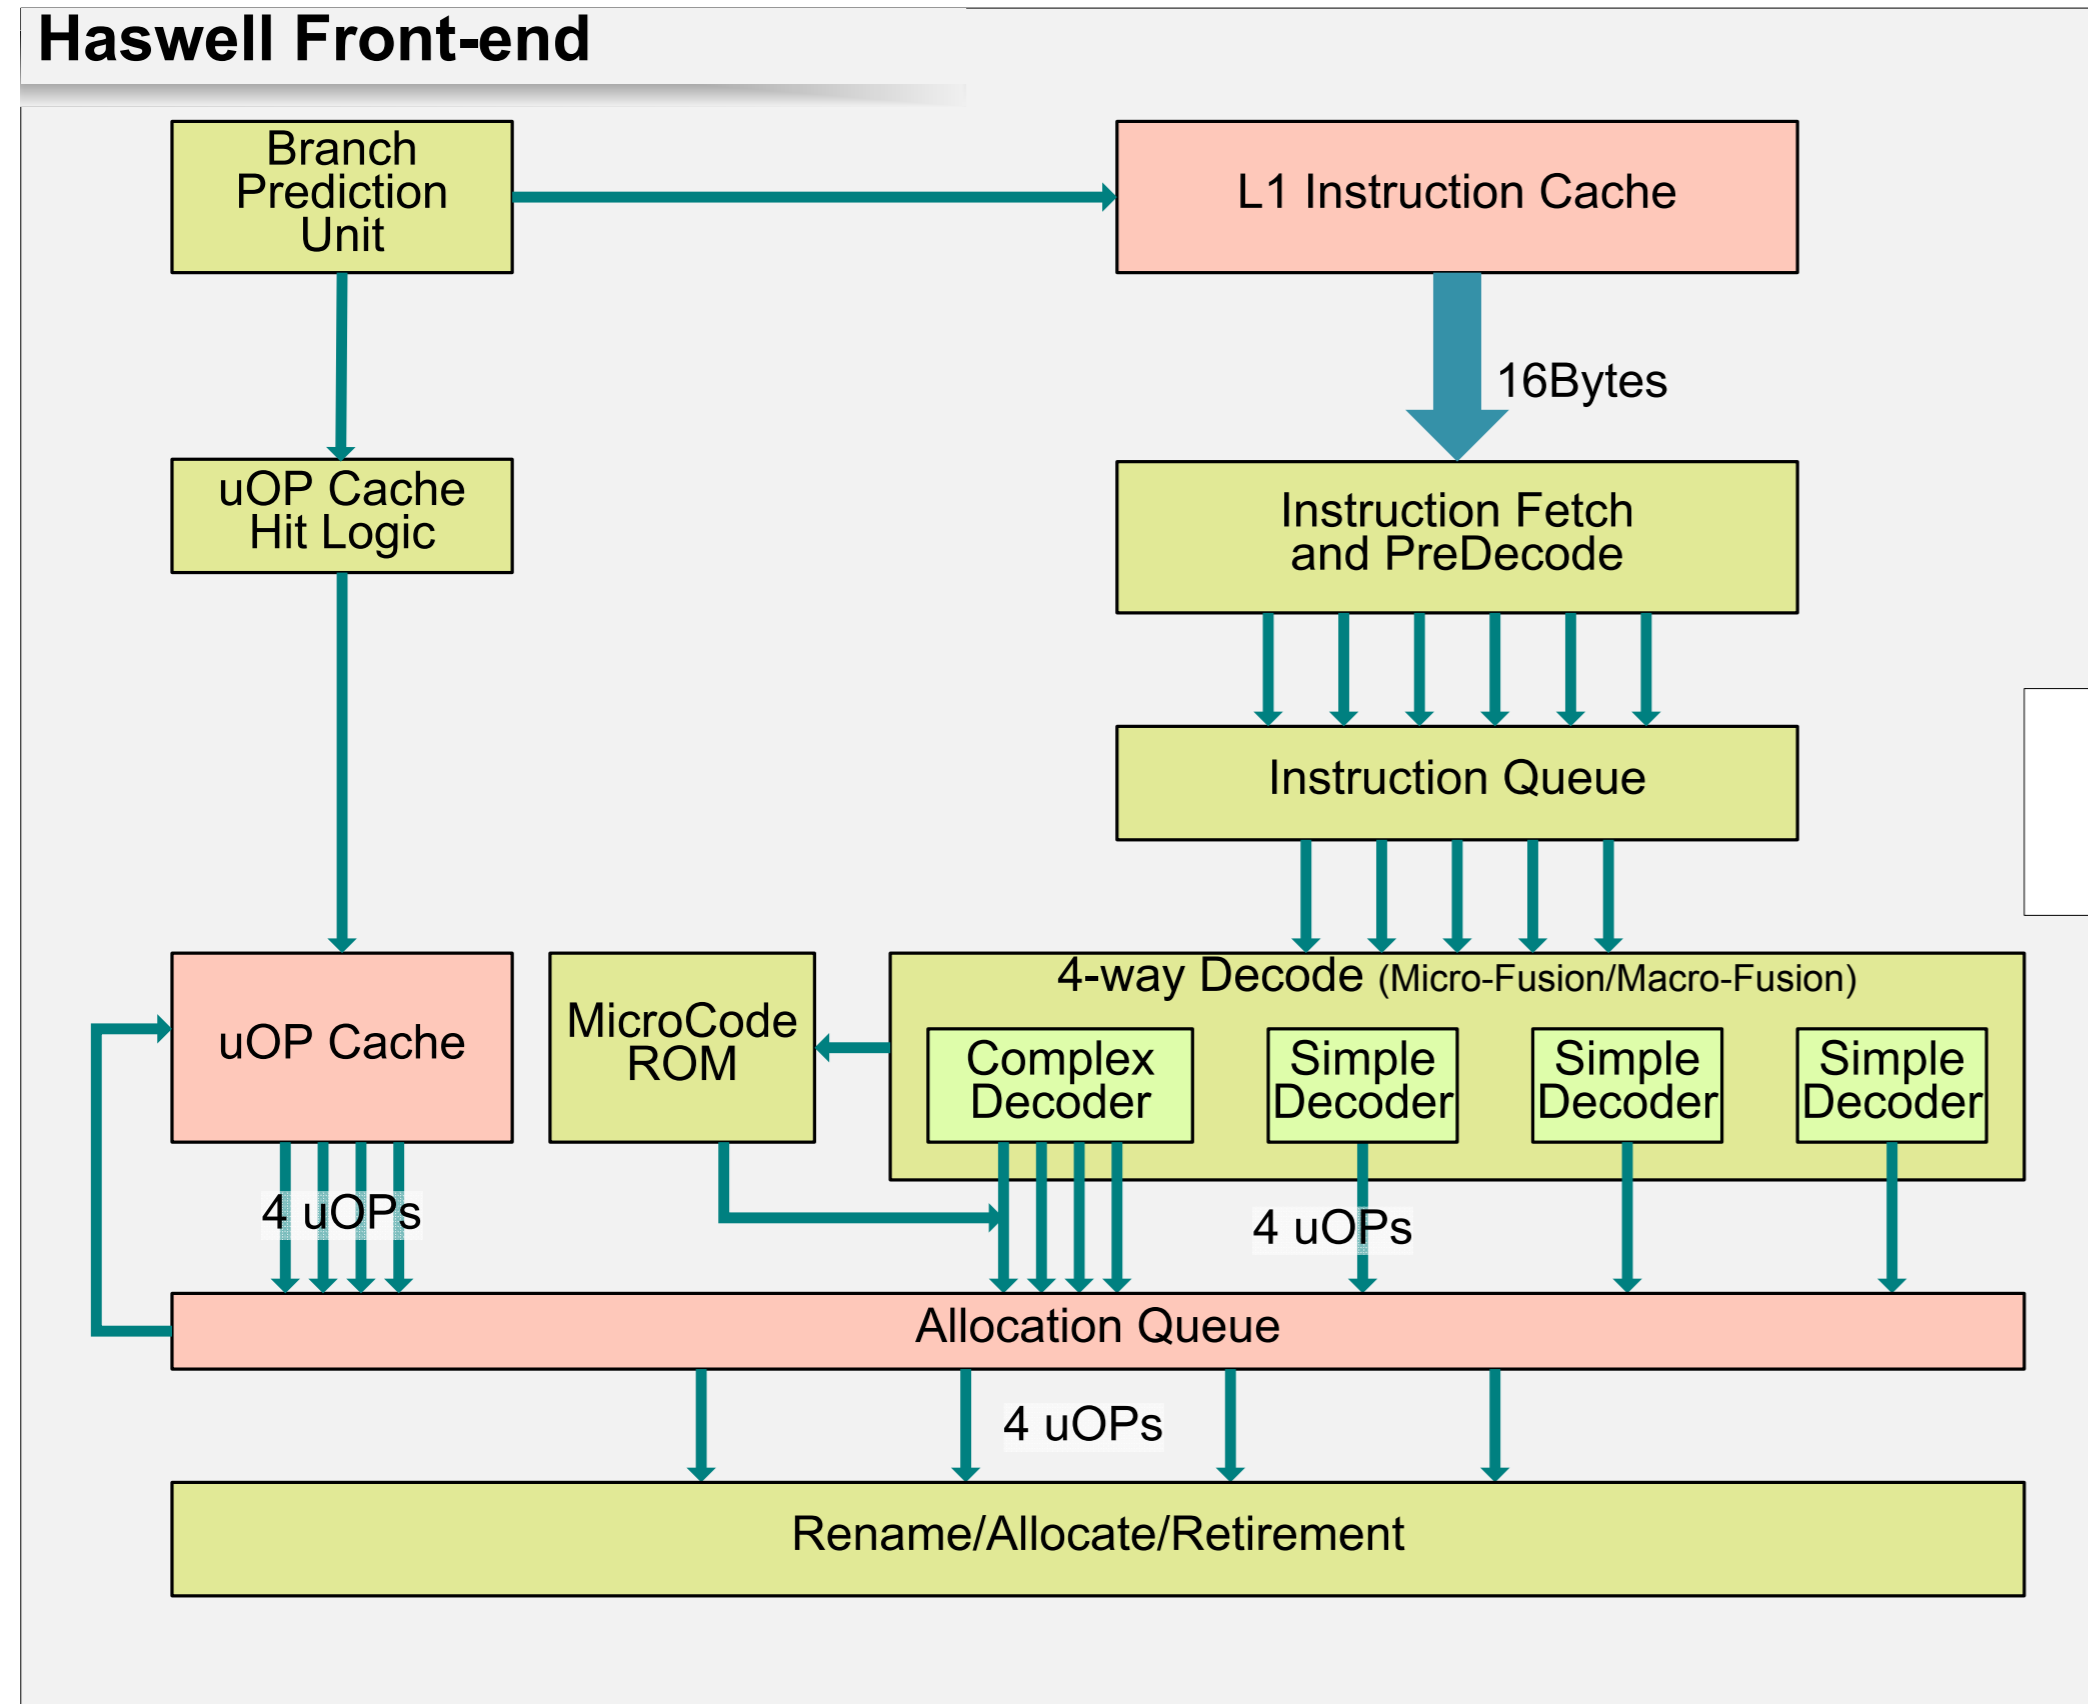 Haswell Front-end
Branch
Prediction
Unit
L1 Instruction Cache
16Bytes
uOP Cache
Hit Logic
Instruction Fetch
and PreDecode
Instruction Queue
4-way Decode (Micro-Fusion/Macro-Fusion)
uOP Cache
MicroCode
ROM
Complex
Decoder
Simple
Decoder
Simple
Decoder
Simple
Decoder
4 uOPs
4 uOPs
Allocation Queue
4 uOPs
Rename/Allocate/Retirement